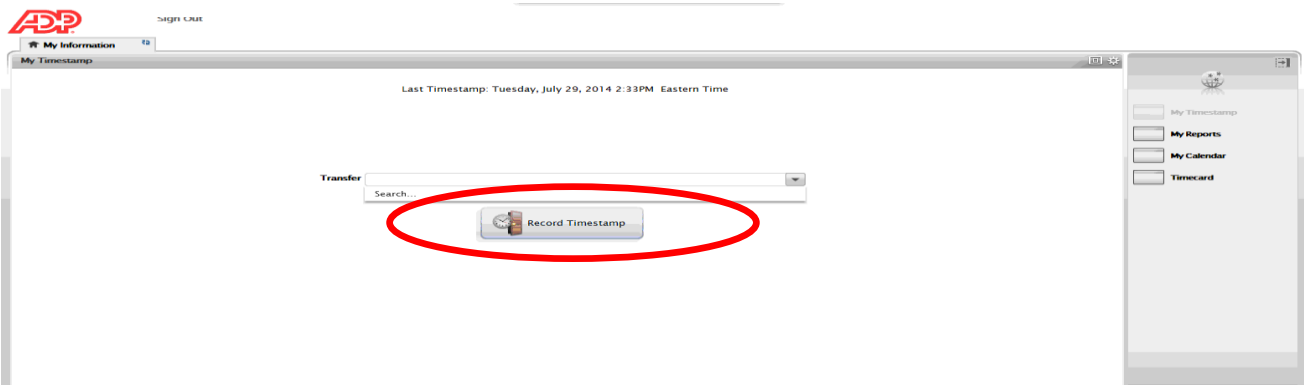 ADP
Sign Out
My Information
My Timestamp
Last Timestamp: Tuesday, July 29, 2014 2:33PM Eastern Time
Transfer
Search...
Record Timestamp
My Timestamp
My Reports
My Calendar
Timecard